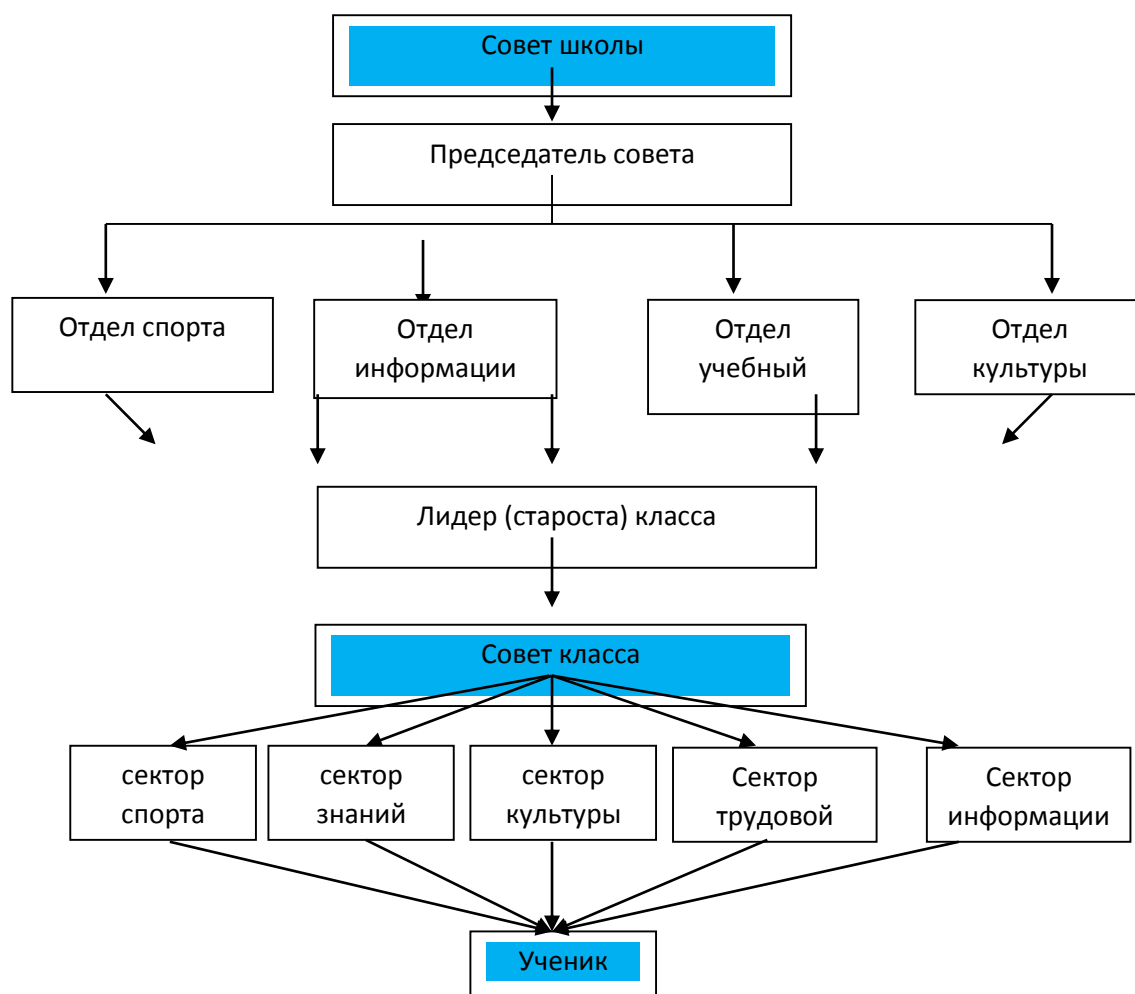 Совет школы
Председатель совета
Отдел спорта
Отдел
информации
Отдел
учебный
Отдел
культуры
Лидер (староста) класса
Совет класса
сектор
спорта
сектор
знаний
сектор
культуры
Сектор
трудовой
Сектор
информации
Ученик